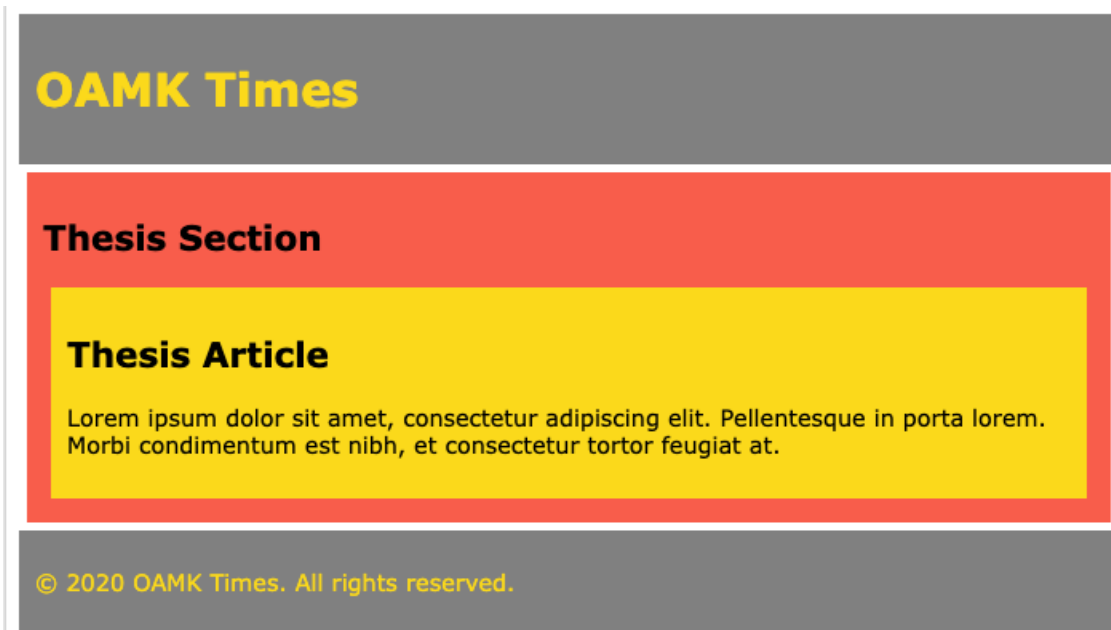 OAMK Times
Thesis Section
Thesis Article
Lorem ipsum dolor sit amet, consectetur adipiscing elit. Pellentesque in porta lorem.
Morbi condimentum est nibh, et consectetur tortor feugiat at.
© 2020 OAMK Times. All rights reserved.